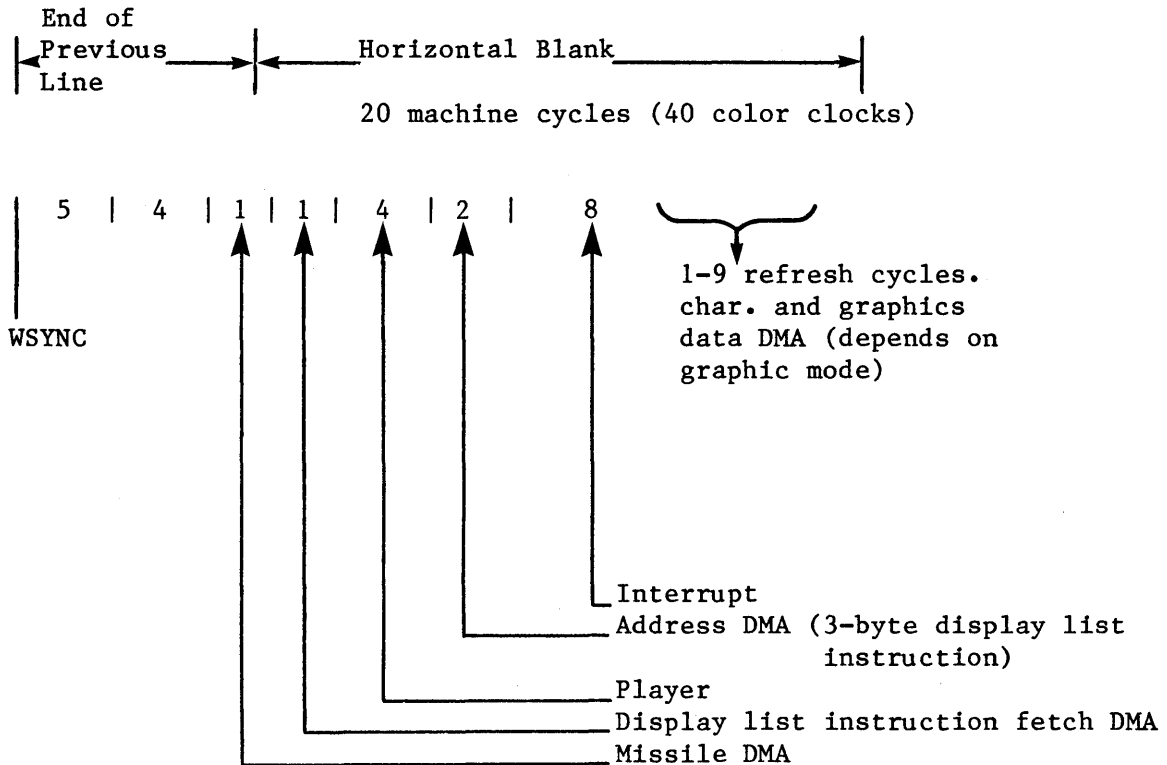 End of
Previous
Line
Horizontal Blank
20 machine cycles (40 color clocks)
5 | 4 | 1 | 1 | 4 | 2 | 8
WSYNC
1-9 refresh cycles.
char. and graphics
data DMA (depends on
graphic mode)
Interrupt
Address DMA (3-byte display list
instruction)
Player
Display list instruction fetch DMA
Missile DMA